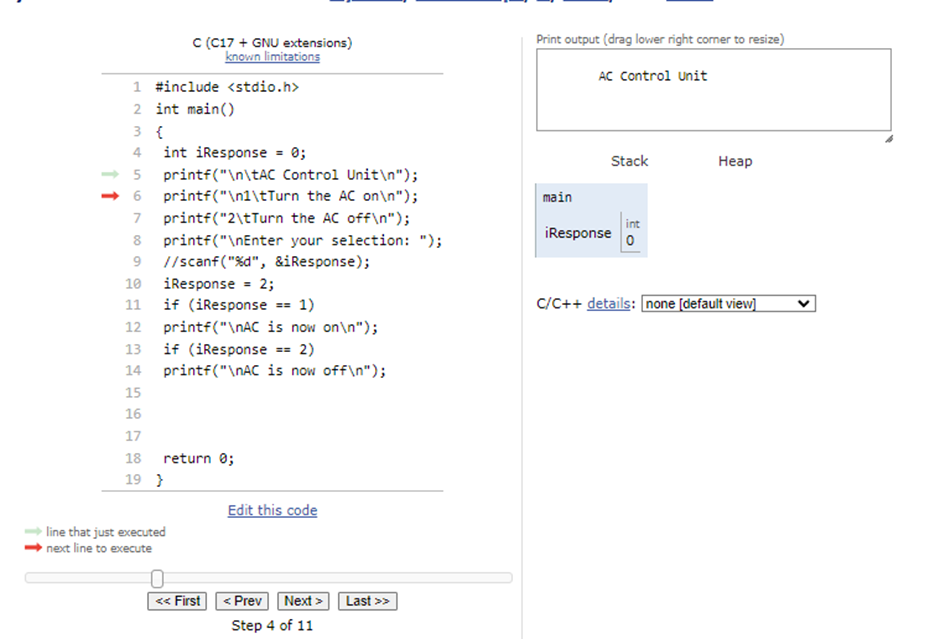 C (C17 + GNU extensions)
known limitations
1 #include <stdio.h>
2 int main()
3 {
4 int iResponse = 0;
5 printf("\n\tAC Control Unit\n");
6 printf("\n1\tTurn the AC on\n");
7 printf("2\tTurn the AC off\n");
8 printf("\nEnter your selection: ");
9 //scanf("%d", &iResponse);
10 iResponse = 2;
11 if (iResponse == 1)
12 printf("\nAC is now on\n");
13 if (iResponse == 2)
14 printf("\nAC is now off\n");
15
16
17
18 return 0;
19 }
Edit this code
line that just executed
next line to execute
<< First < Prev Next > Last >>
Step 4 of 11
Print output (drag lower right corner to resize)
AC Control Unit
Stack Heap
main
iResponse int
0
C/C++ details: none [default view]